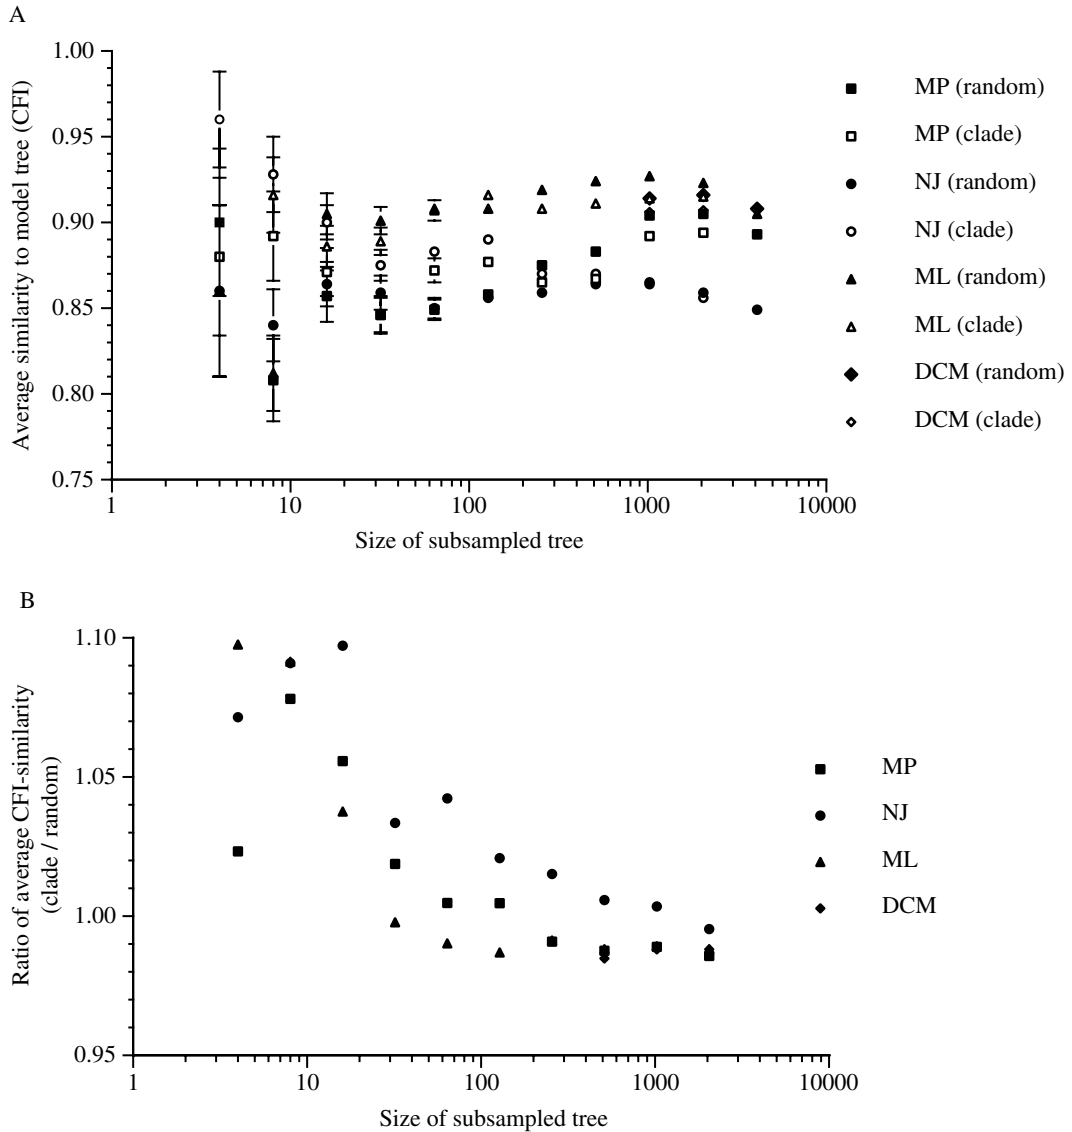 A
1.00
0.95
0.90
0.85
0.80
0.75
Average similarity to model tree (CFI)
1
10
100
1000
10000
Size of subsampled tree
MP (random)
MP (clade)
NJ (random)
NJ (clade)
ML (random)
ML (clade)
DCM (random)
DCM (clade)
B
1.10
1.05
1.00
0.95
Ratio of average CFI-similarity
(clade / random)
1
10
100
1000
10000
Size of subsampled tree
MP
NJ
ML
DCM